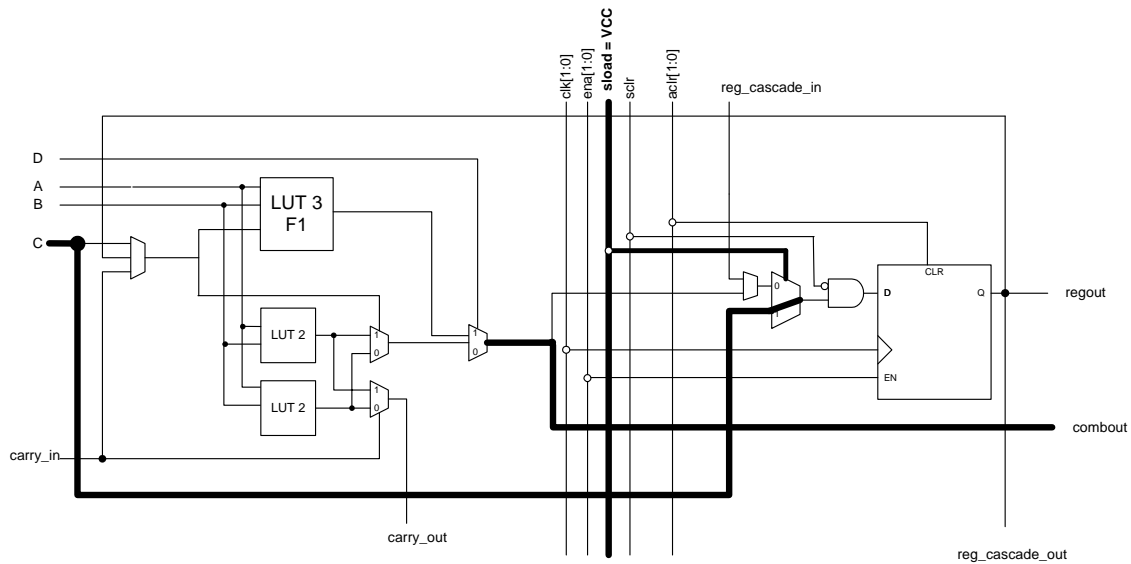 clk[1:0]
ena[1:0]
sload = VCC
sclr
aclr[1:0]
reg_cascade_in
D
A
B
C
LUT 3
F1
LUT 2
1
0
LUT 2
1
0
1
0
0
1
CLR
D
Q
EN
regout
combout
carry_in
carry_out
reg_cascade_out